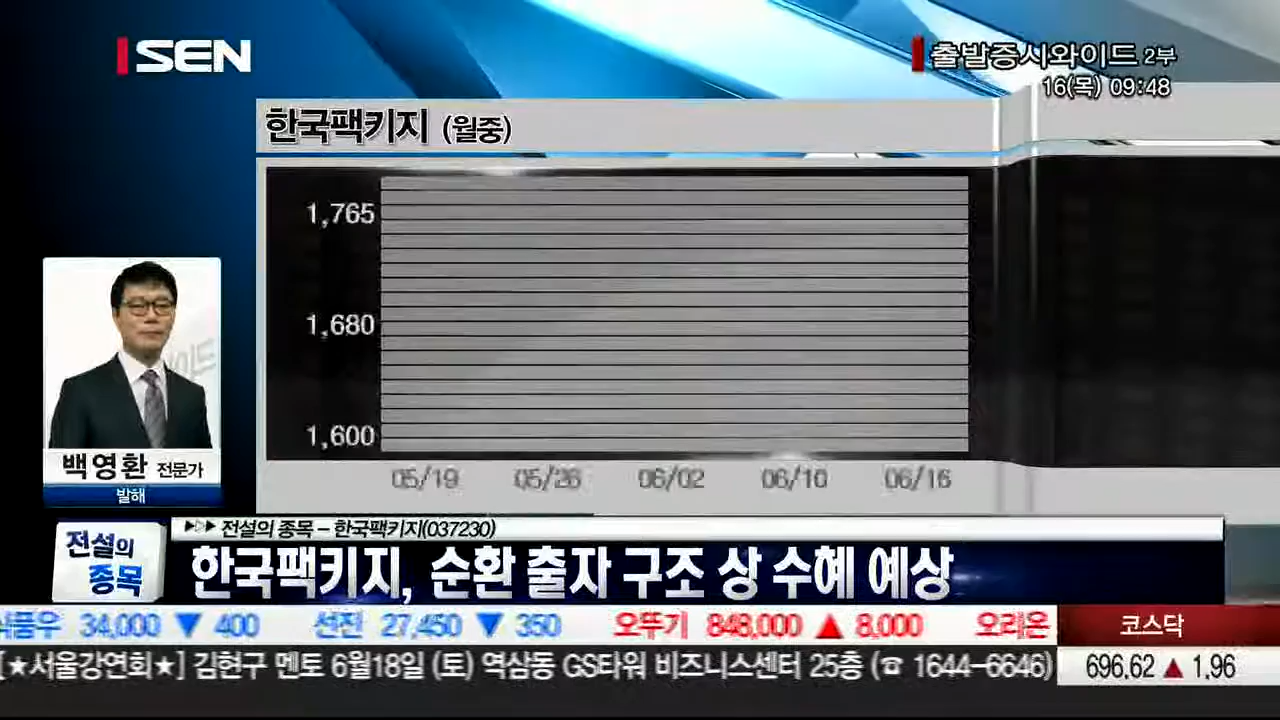 SEN
출발증시와이드 2부
16(목) 09:48
한국팩키지 (월중)
1,765
1,680
1,600
05/19 05/26 06/02 06/10 06/16
와이드
백영환 전문가
발해
전설의 종목
▶▷▶ 전설의 종목 - 한국팩키지(037230)
한국팩키지, 순환 출자 구조 상 수혜 예상
34,000 ▼ 400 선진 27,450 ▼ 350 오뚜기 848,000 ▲ 8,000 오리온
코스닥
[★서울강연회★] 김현구 멘토 6월18일 (토) 역삼동 GS타워 비즈니스센터 25층 (☎ 1644-6646)
696.62 ▲ 1.96